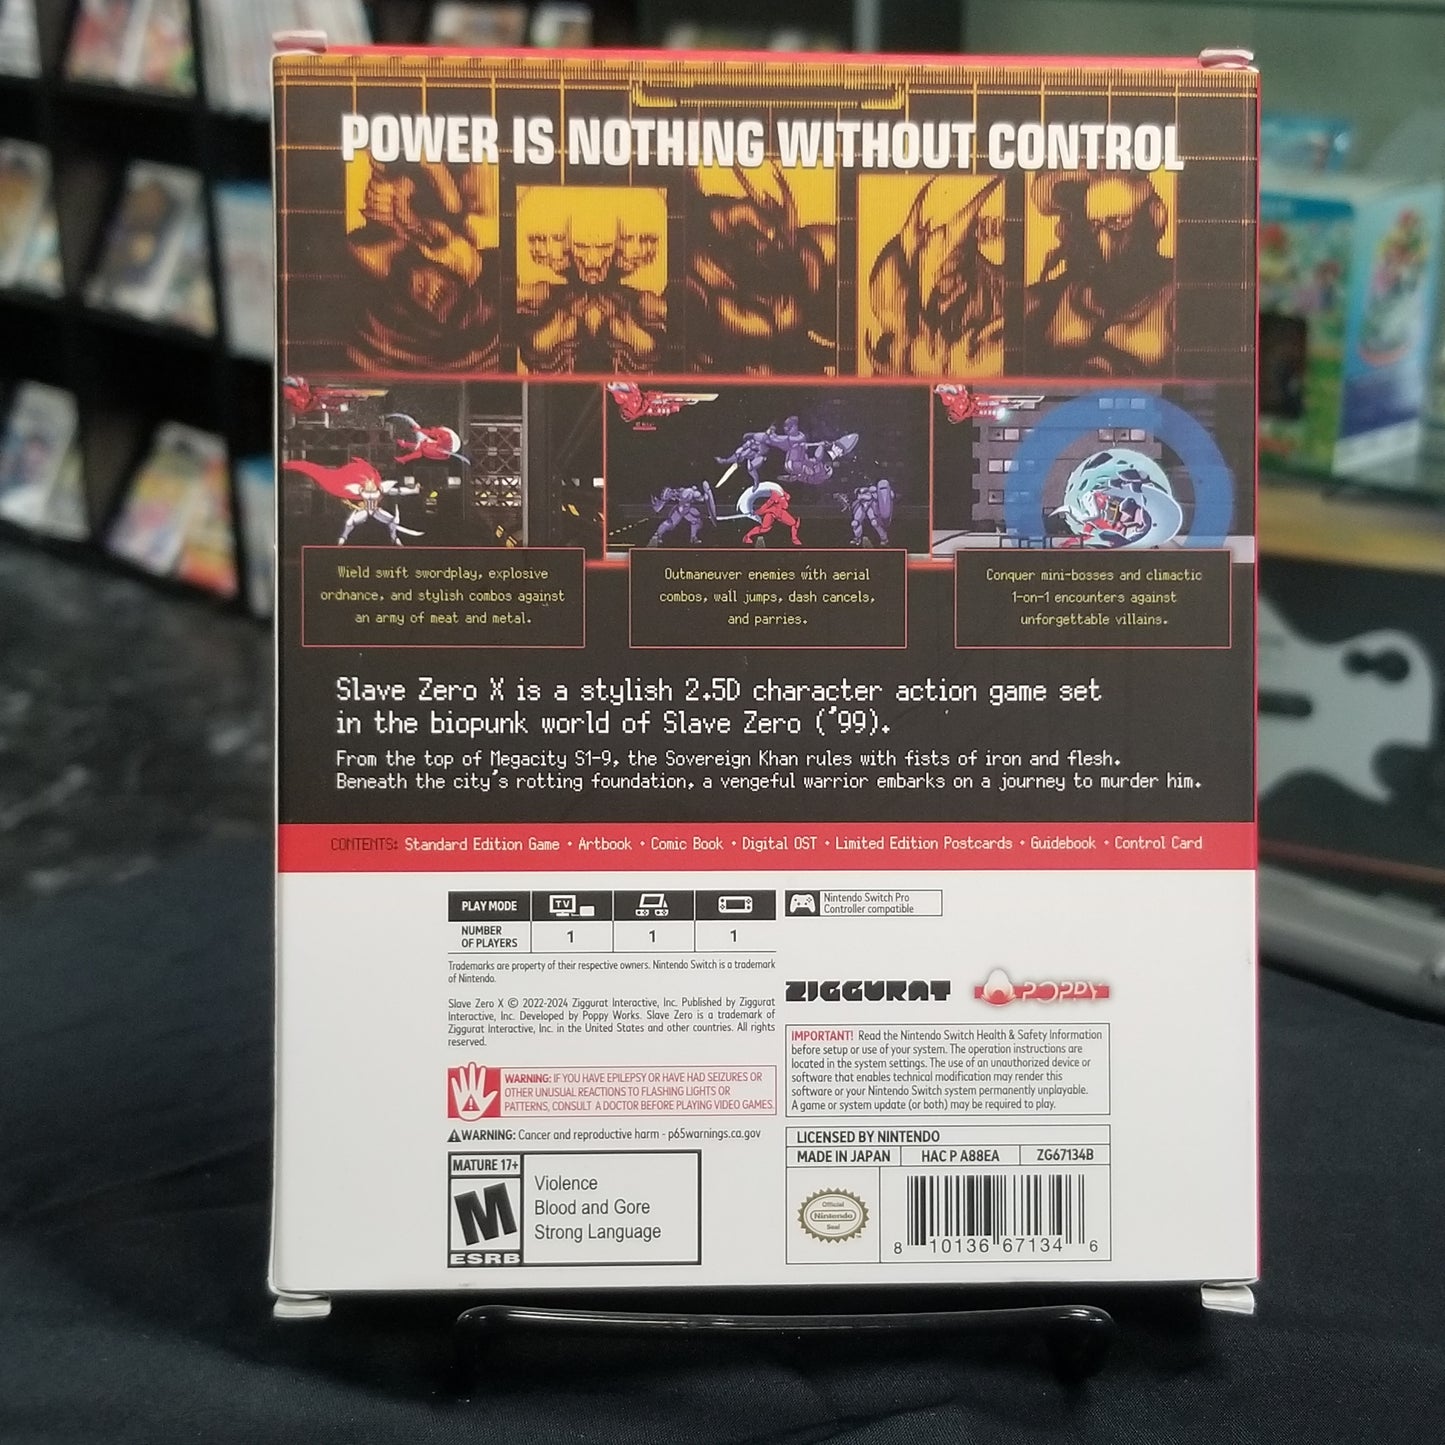 POWER IS NOTHING WITHOUT CONTROL
Wield swift swordplay, explosive
ordnance, and stylish combos against
an army of meat and metal.
Outmaneuver enemies with aerial
combos, wall jumps, dash cancels,
and parries.
Conquer mini-bosses and climactic
1-on-1 encounters against
unforgettable villains.
Slave Zero X is a stylish 2.5D character action game set
in the biopunk world of Slave Zero ('99).
From the top of Megacity S1-9, the Sovereign Khan rules with fists of iron and flesh.
Beneath the city's rotting foundation, a vengeful warrior embarks on a journey to murder him.
CONTENTS: Standard Edition Game • Artbook • Comic Book • Digital OST • Limited Edition Postcards • Guidebook • Control Card
PLAY MODE TV
NUMBER
OF PLAYERS 1 1 1
Nintendo Switch Pro
Controller compatible
Trademarks are property of their respective owners. Nintendo Switch is a trademark
of Nintendo.
Slave Zero X © 2022-2024 Ziggurat Interactive, Inc. Published by Ziggurat
Interactive, Inc. Developed by Poppy Works. Slave Zero is a trademark of
Ziggurat Interactive, Inc. in the United States and other countries. All rights
reserved.
WARNING: IF YOU HAVE EPILEPSY OR HAVE HAD SEIZURES OR
OTHER UNUSUAL REACTIONS TO FLASHING LIGHTS OR
PATTERNS, CONSULT A DOCTOR BEFORE PLAYING VIDEO GAMES.
WARNING: Cancer and reproductive harm - p65warnings.ca.gov
MATURE 17+
M
ESRB
Violence
Blood and Gore
Strong Language
ZIGGURAT
POPPY
IMPORTANT! Read the Nintendo Switch Health & Safety Information
before setup or use of your system. The operation instructions are
located in the system settings. The use of an unauthorized device or
software that enables technical modification may render this
software or your Nintendo Switch system permanently unplayable.
A game or system update (or both) may be required to play.
LICENSED BY NINTENDO
MADE IN JAPAN HAC P A88EA ZG67134B
Official
Nintendo
Seal
8 10136 67134 6